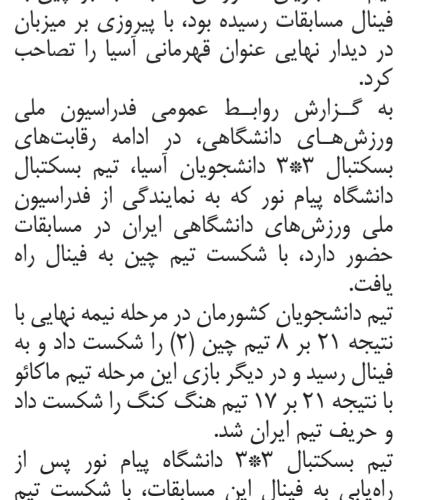 فینال مسابقات رسیده بود، با پیروزی بر میزبان
در دیدار نهایی عنوان قهرمانی آسیا را تصاحب
کرد.
به گـزارش روابـط عمومی فدراسیون ملی
ورزش‌هـای دانشگاهی، در ادامه رقابت‌های
بسکتبال ۳*۳ دانشجویان آسیا، تیم بسکتبال
دانشگاه پیام نور که به نمایندگی از فدراسیون
ملی ورزش‌های دانشگاهی ایران در مسابقات
حضور دارد، با شکست تیم چین به فینال راه
یافت.
تیم دانشجویان کشورمان در مرحله نیمه نهایی با
نتیجه ۲۱ بر ۸ تیم چین (۲) را شکست داد و به
فینال رسید و در دیگر بازی این مرحله تیم ماکائو
با نتیجه ۲۱ بر ۱۷ تیم هنگ کنگ را شکست داد
و حریف تیم ایران شد.
تیم بسکتبال ۳*۳ دانشگاه پیام نور پس از
راه‌یابی به فینال این مسابقات، با شکست تیم